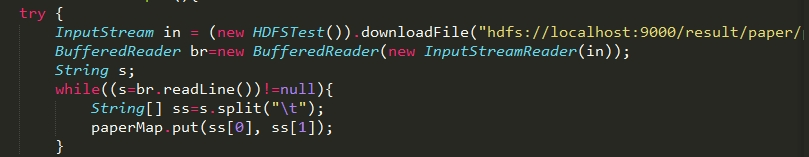 try {
InputStream in = (new HDFSTest()).downloadFile("hdfs://localhost:9000/result/paper/
BufferedReader br=new BufferedReader(new InputStreamReader(in));
String s;
while((s=br.readLine())!=null){
String[] ss=s.split("\t");
paperMap.put(ss[0], ss[1]);
}